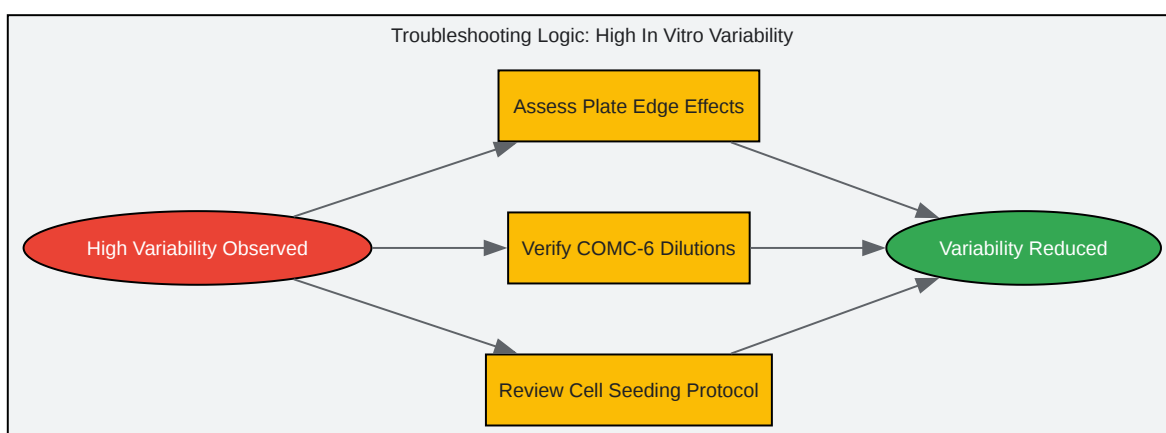 Troubleshooting Logic: High In Vitro Variability
Assess Plate Edge Effects
High Variability Observed
Verify COMC-6 Dilutions
Variability Reduced
Review Cell Seeding Protocol